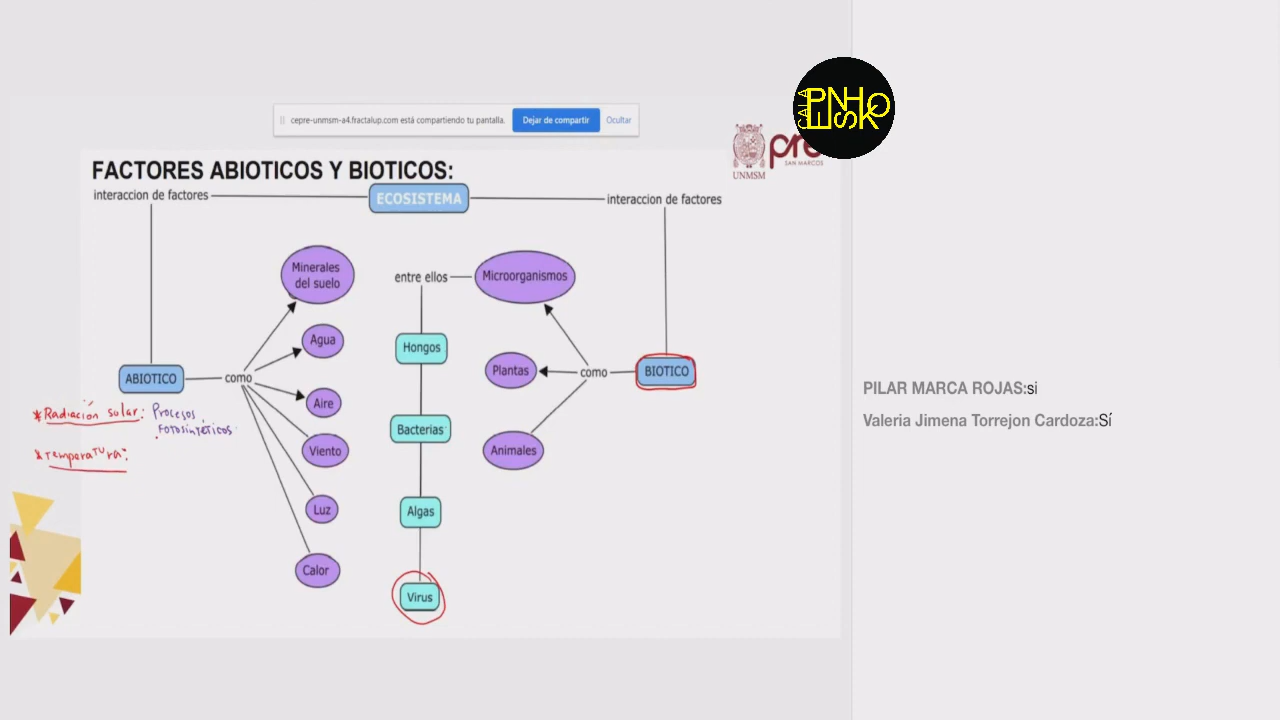 cepre-unmsm-a4.fractalup.com está compartiendo tu pantalla.
Dejar de compartir
Ocultar
UNMSM
pre
SAN MARCOS
FACTORES ABIOTICOS Y BIOTICOS:
interaccion de factores
ECOSISTEMA
interaccion de factores
Minerales
del suelo
entre ellos
Microorganismos
Agua
Hongos
ABIOTICO
como
Plantas
como
BIOTICO
Aire
*Radiación solar: Procesos
fotosintéticos
Bacterias
Viento
Animales
*Temperatura:
Luz
Algas
Calor
Virus
PILAR MARCA ROJAS:si
Valeria Jimena Torrejon Cardoza:Sí